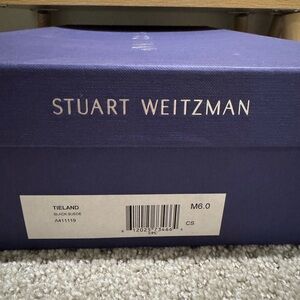 STUART WEITZMAN
TIELAND
BLACK SUEDE
M6.0
CS